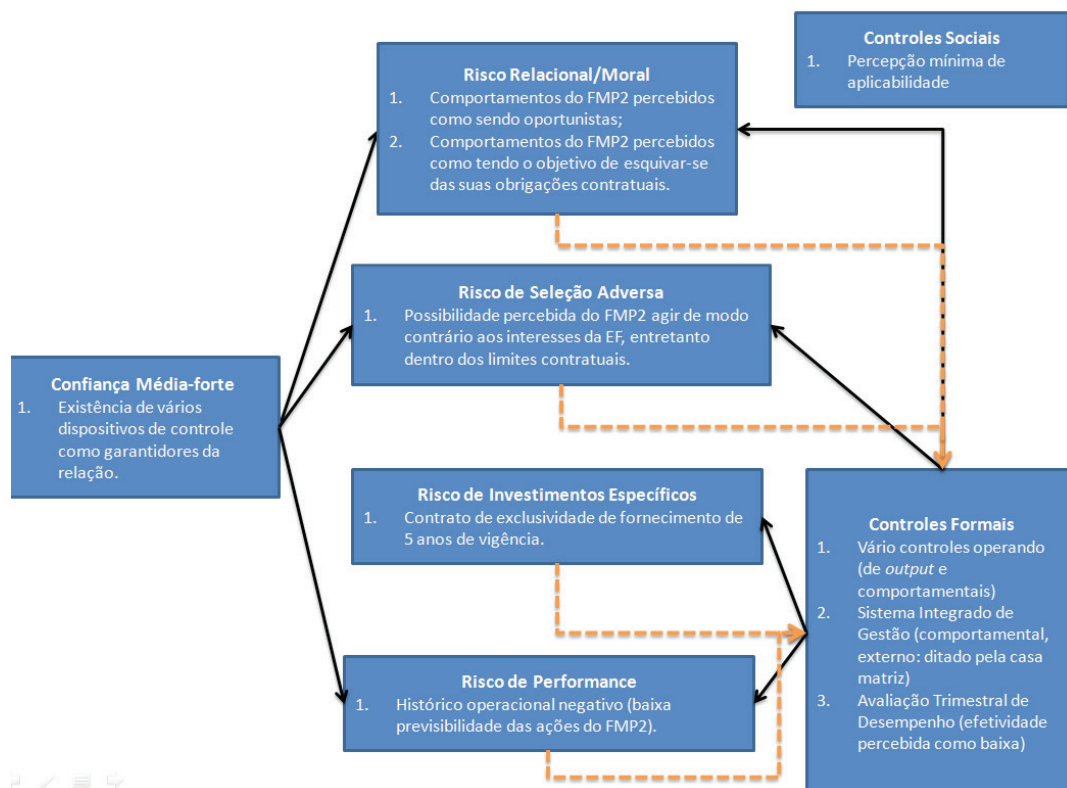 Controles Sociais
1. Percepção mínima de
aplicabilidade
Risco Relacional/Moral
1. Comportamentos do FMP2 percebidos
como sendo oportunistas;
2. Comportamentos do FMP2 percebidos
como tendo o objetivo de esquivar-se
das suas obrigações contratuais.
Risco de Seleção Adversa
1. Possibilidade percebida do FMP2 agir de modo
contrário aos interesses da EF, entretanto
dentro dos limites contratuais.
Confiança Média-forte
1. Existência de vários
dispositivos de controle
como garantidores da
relação.
Risco de Investimentos Específicos
1. Contrato de exclusividade de fornecimento de
5 anos de vigência.
Risco de Performance
1. Histórico operacional negativo (baixa
previsibilidade das ações do FMP2).
Controles Formais
1. Vário controles operando
(de output e
comportamentais)
2. Sistema Integrado de
Gestão (comportamental,
externo: ditado pela casa
matriz)
3. Avaliação Trimestral de
Desempenho (efetividade
percebida como baixa)